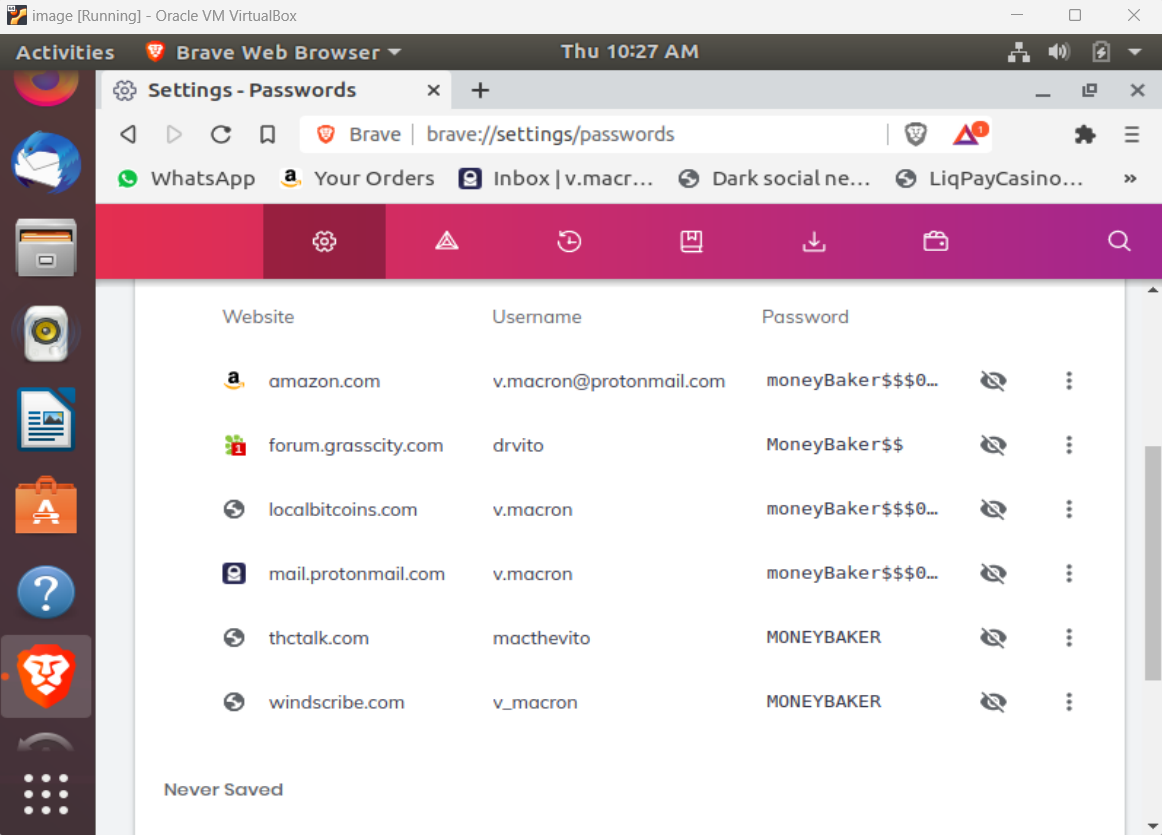 image [Running] - Oracle VM VirtualBox
Activities Brave Web Browser Thu 10:27 AM
Settings - Passwords
Brave brave://settings/passwords 1
WhatsApp Your Orders Inbox | v.macr... Dark social ne... LiqPayCasino... »
Website Username Password
amazon.com v.macron@protonmail.com moneyBaker$$$0...
forum.grasscity.com drvito MoneyBaker$$
localbitcoins.com v.macron moneyBaker$$$0...
mail.protonmail.com v.macron moneyBaker$$$0...
thctalk.com macthevito MONEYBAKER
windscribe.com v_macron MONEYBAKER
Never Saved